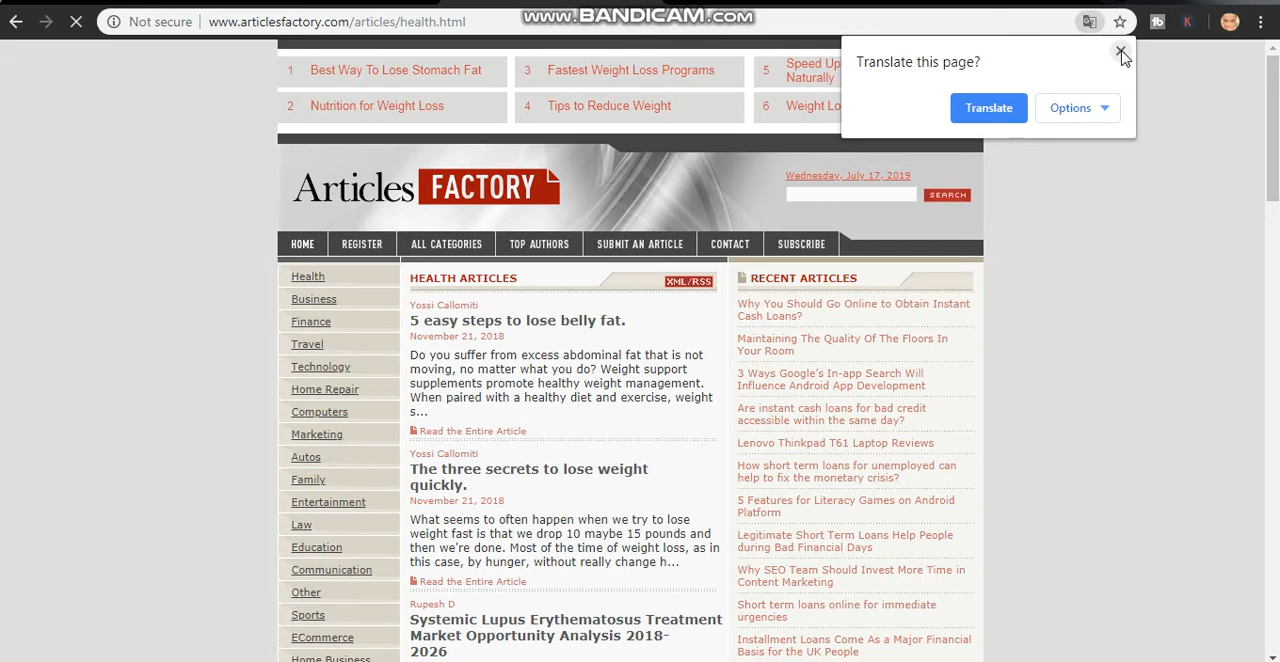 Not secure | www.articlesfactory.com/articles/health.html
WWW.BANDICAM.COM
Translate this page?
Translate
Options
1 Best Way To Lose Stomach Fat
3 Fastest Weight Loss Programs
5 Speed Up
Naturally
2 Nutrition for Weight Loss
4 Tips to Reduce Weight
6 Weight Lo
Articles FACTORY
Wednesday, July 17, 2019
SEARCH
HOME
REGISTER
ALL CATEGORIES
TOP AUTHORS
SUBMIT AN ARTICLE
CONTACT
SUBSCRIBE
Health
Business
Finance
Travel
Technology
Home Repair
Computers
Marketing
Autos
Family
Entertainment
Law
Education
Communication
Other
Sports
ECommerce
Home Business
HEALTH ARTICLES
XML/RSS
Yossi Callomiti
5 easy steps to lose belly fat.
November 21, 2018
Do you suffer from excess abdominal fat that is not
moving, no matter what you do? Weight support
supplements promote healthy weight management.
When paired with a healthy diet and exercise, weight
s...
Read the Entire Article
Yossi Callomiti
The three secrets to lose weight
quickly.
November 21, 2018
What seems to often happen when we try to lose
weight fast is that we drop 10 maybe 15 pounds and
then we're done. Most of the time of weight loss, as in
this case, by hunger, without really change h...
Read the Entire Article
Rupesh D
Systemic Lupus Erythematosus Treatment
Market Opportunity Analysis 2018-
2026
RECENT ARTICLES
Why You Should Go Online to Obtain Instant
Cash Loans?
Maintaining The Quality Of The Floors In
Your Room
3 Ways Google's In-app Search Will
Influence Android App Development
Are instant cash loans for bad credit
accessible within the same day?
Lenovo Thinkpad T61 Laptop Reviews
How short term loans for unemployed can
help to fix the monetary crisis?
5 Features for Literacy Games on Android
Platform
Legitimate Short Term Loans Help People
during Bad Financial Days
Why SEO Team Should Invest More Time in
Content Marketing
Short term loans online for immediate
urgencies
Installment Loans Come As a Major Financial
Basis for the UK People